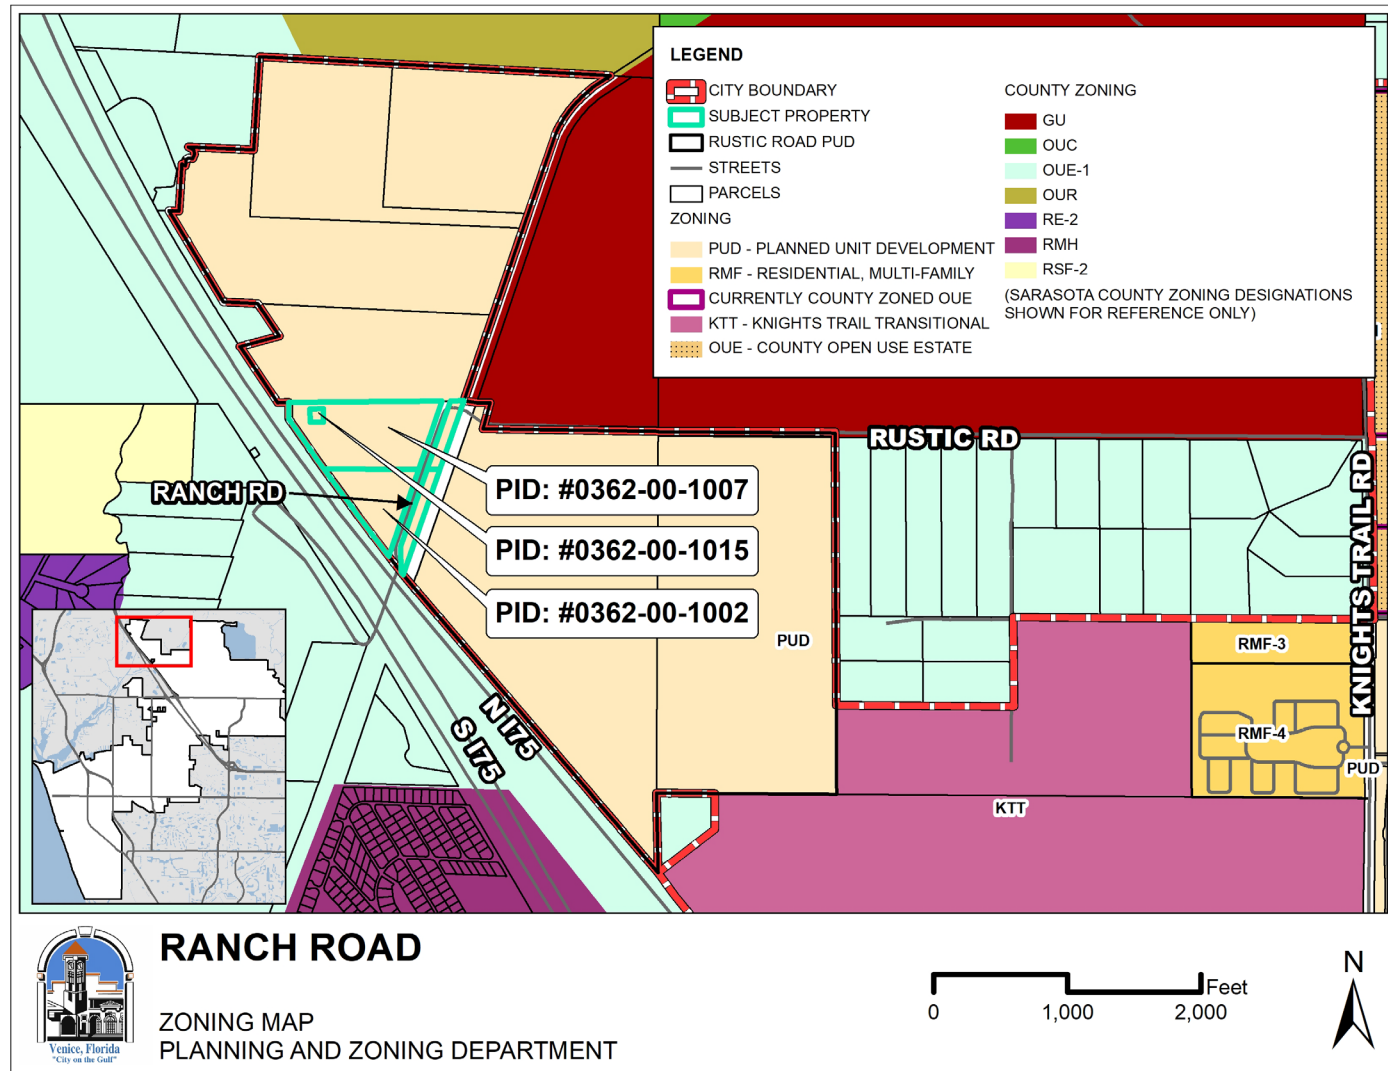 LEGEND
CITY BOUNDARY
SUBJECT PROPERTY
RUSTIC ROAD PUD
STREETS
PARCELS
ZONING
PUD - PLANNED UNIT DEVELOPMENT
RMF - RESIDENTIAL, MULTI-FAMILY
CURRENTLY COUNTY ZONED OUE
KTT - KNIGHTS TRAIL TRANSITIONAL
OUE - COUNTY OPEN USE ESTATE
COUNTY ZONING
GU
OUC
OUE-1
OUR
RE-2
RMH
RSF-2
(SARASOTA COUNTY ZONING DESIGNATIONS
SHOWN FOR REFERENCE ONLY)
RUSTIC RD
RANCH RD
PID: #0362-00-1007
PID: #0362-00-1015
PID: #0362-00-1002
KNIGHTS TRAIL RD
PUD
RMF-3
RMF-4
PUD
N I75
S I75
KTT
RANCH ROAD
ZONING MAP
PLANNING AND ZONING DEPARTMENT
Venice, Florida
"City on the Gulf"
Feet
0 1,000 2,000
N